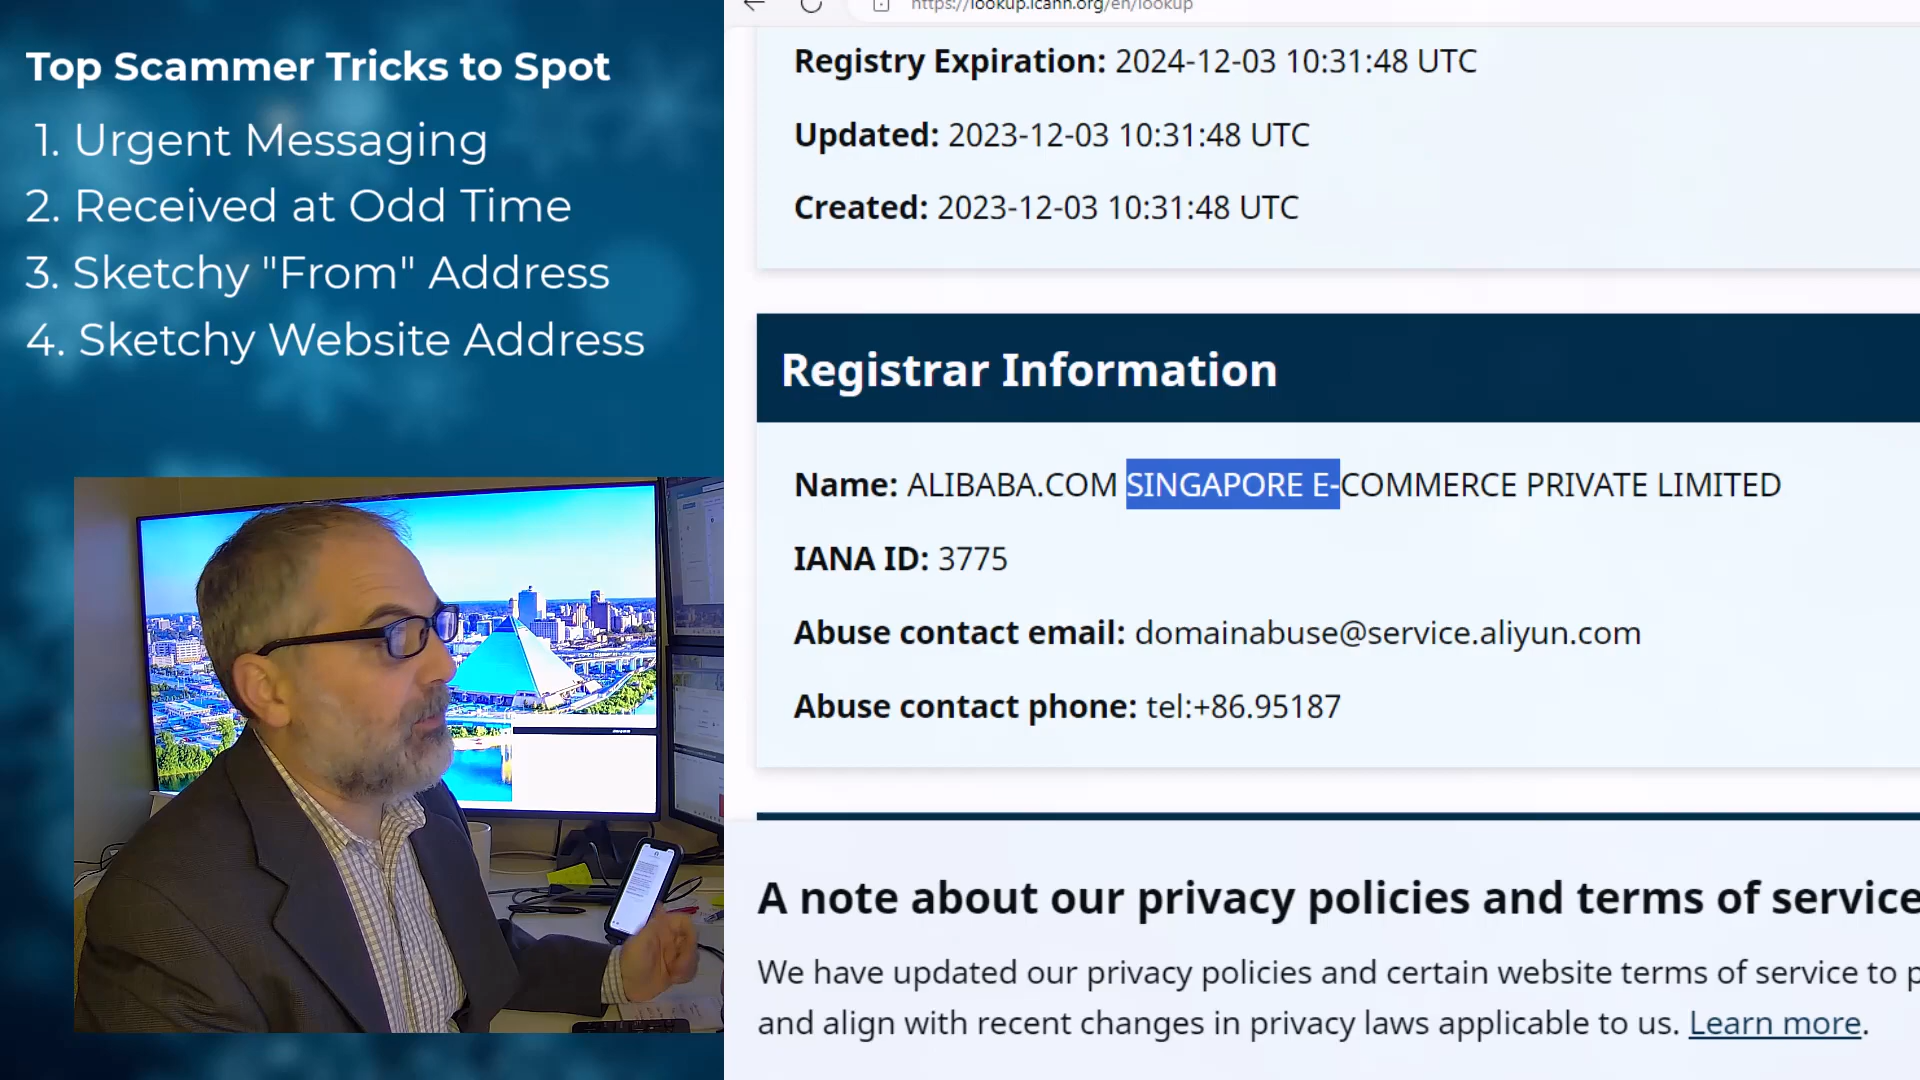 Top Scammer Tricks to Spot
1. Urgent Messaging
2. Received at Odd Time
3. Sketchy "From" Address
4. Sketchy Website Address
https://lookup.icann.org/en/lookup
Registry Expiration: 2024-12-03 10:31:48 UTC
Updated: 2023-12-03 10:31:48 UTC
Created: 2023-12-03 10:31:48 UTC
Registrar Information
Name: ALIBABA.COM SINGAPORE E-COMMERCE PRIVATE LIMITED
IANA ID: 3775
Abuse contact email: domainabuse@service.aliyun.com
Abuse contact phone: tel:+86.95187
A note about our privacy policies and terms of service
We have updated our privacy policies and certain website terms of service to p
and align with recent changes in privacy laws applicable to us. Learn more.